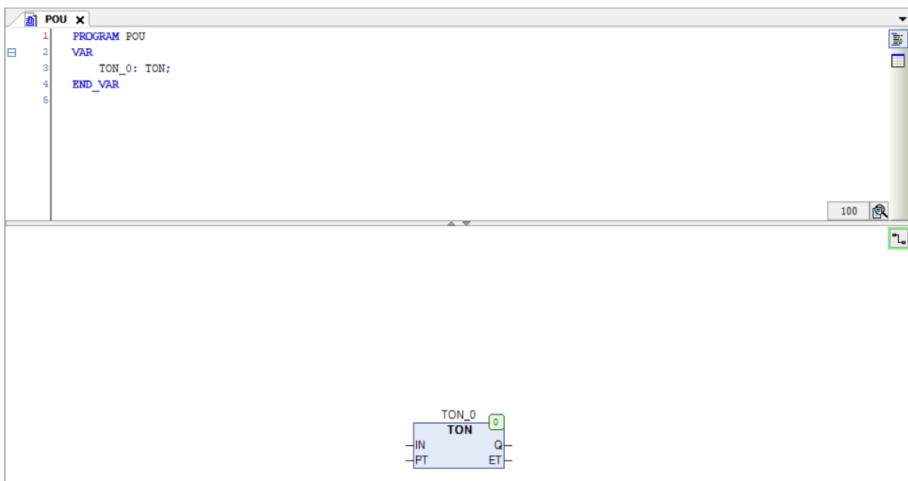 POU
1 PROGRAM POU
2 VAR
3 TON_0: TON;
4 END_VAR
5
100
TON_0
0
TON
IN Q
PT ET